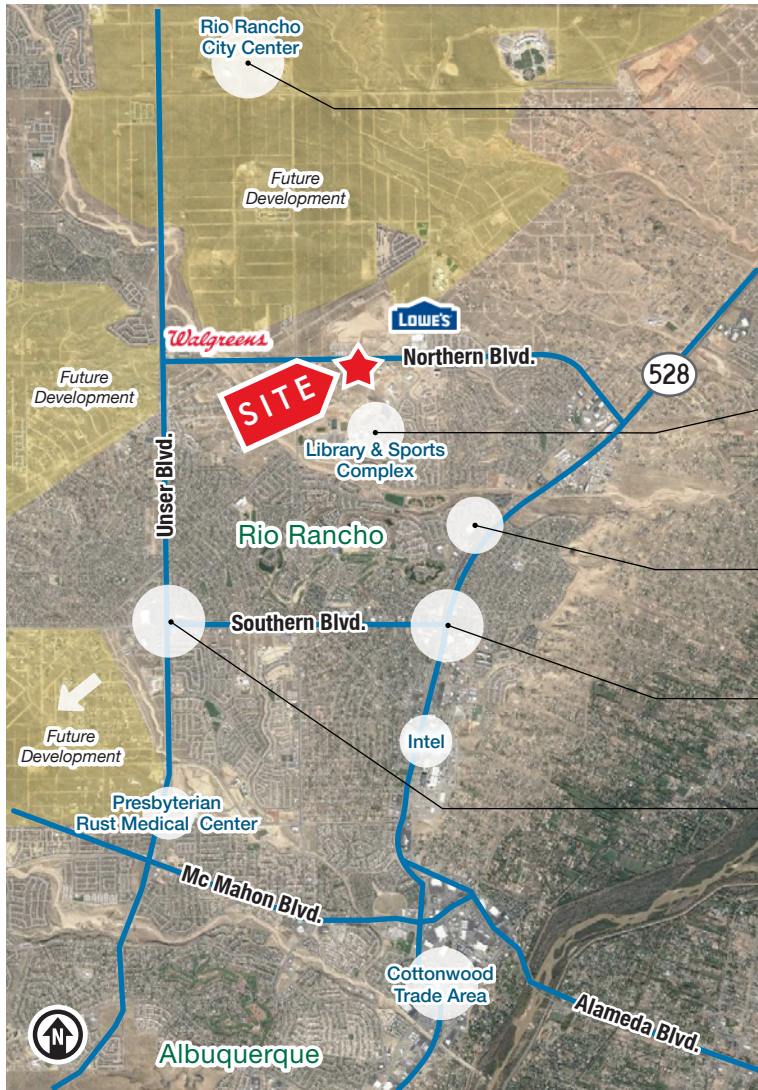 Rio Rancho
City Center
Future
Development
LOWE'S
Walgreens
Northern Blvd.
528
SITE
Future
Development
Library & Sports
Complex
Unser Blvd.
Rio Rancho
Southern Blvd.
Future
Development
Intel
Presbyterian
Rust Medical Center
Mc Mahon Blvd.
Cottonwood
Trade Area
Alameda Blvd.
N
Albuquerque